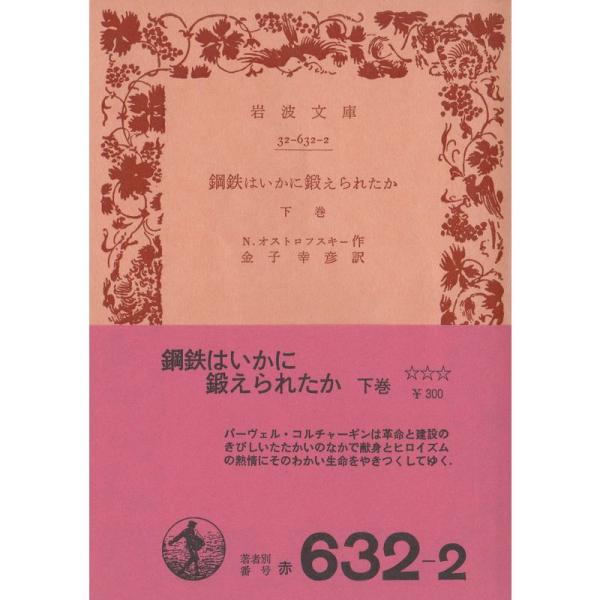 岩波文庫
32-632-2
鋼鉄はいかに鍛えられたか
下巻
N. オストロフスキー作
金子幸彦訳
鋼鉄はいかに
鍛えられたか 下巻 ☆☆☆
¥300
パーヴェル・コルチャーギンは革命と建設の
きびしいたたかいのなかで献身とヒロイズム
の熱情にそのわかい生命をやきつくしてゆく.
著者別
番号 赤 632-2